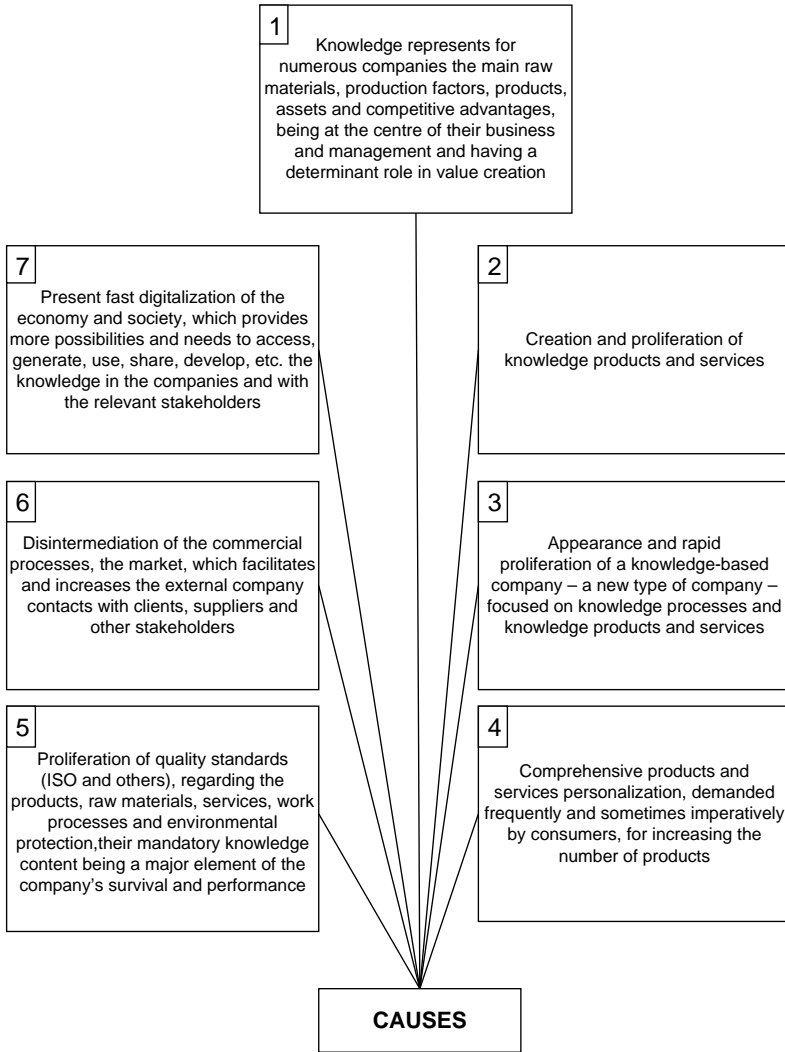 1
Knowledge represents for
numerous companies the main raw
materials, production factors, products,
assets and competitive advantages,
being at the centre of their business
and management and having a
determinant role in value creation
7
Present fast digitalization of the
economy and society, which provides
more possibilities and needs to access,
generate, use, share, develop, etc. the
the knowledge in the companies and with
the relevant stakeholders
2
Creation and proliferation of
knowledge products and services
6
Disintermediation of the commercial
processes, the market, which facilitates
and increases the external company
contacts with clients, suppliers and
other stakeholders
3
Appearance and rapid
proliferation of a knowledge-based
company – a new type of company –
focused on knowledge processes and
knowledge products and services
5
Proliferation of quality standards
(ISO and others), regarding the
products, raw materials, services, work
processes and environmental
protection,their mandatory knowledge
content being a major element of the
company's survival and performance
4
Comprehensive products and
services personalization, demanded
frequently and sometimes imperatively
by consumers, for increasing the
number of products
CAUSES